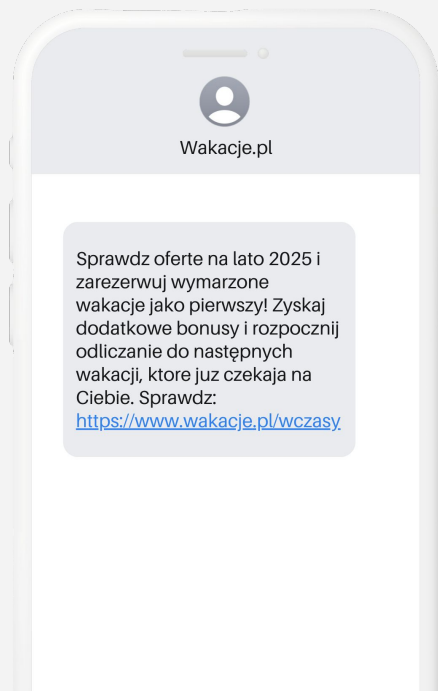 Wakacje.pl
Sprawdz oferte na lato 2025 i
zarezerwuj wymarzone
wakacje jako pierwszy! Zyskaj
dodatkowe bonusy i rozpocznij
odliczanie do następnych
wakacji, ktore juz czekaja na
Ciebie. Sprawdz:
https://www.wakacje.pl/wczasy